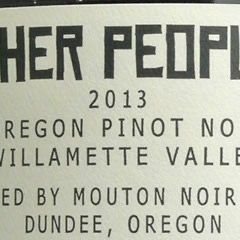 HER PEOPL
2013
REGON PINOT NO
WILLAMETTE VALLE
ED BY MOUTON NOIR
DUNDEE, OREGON